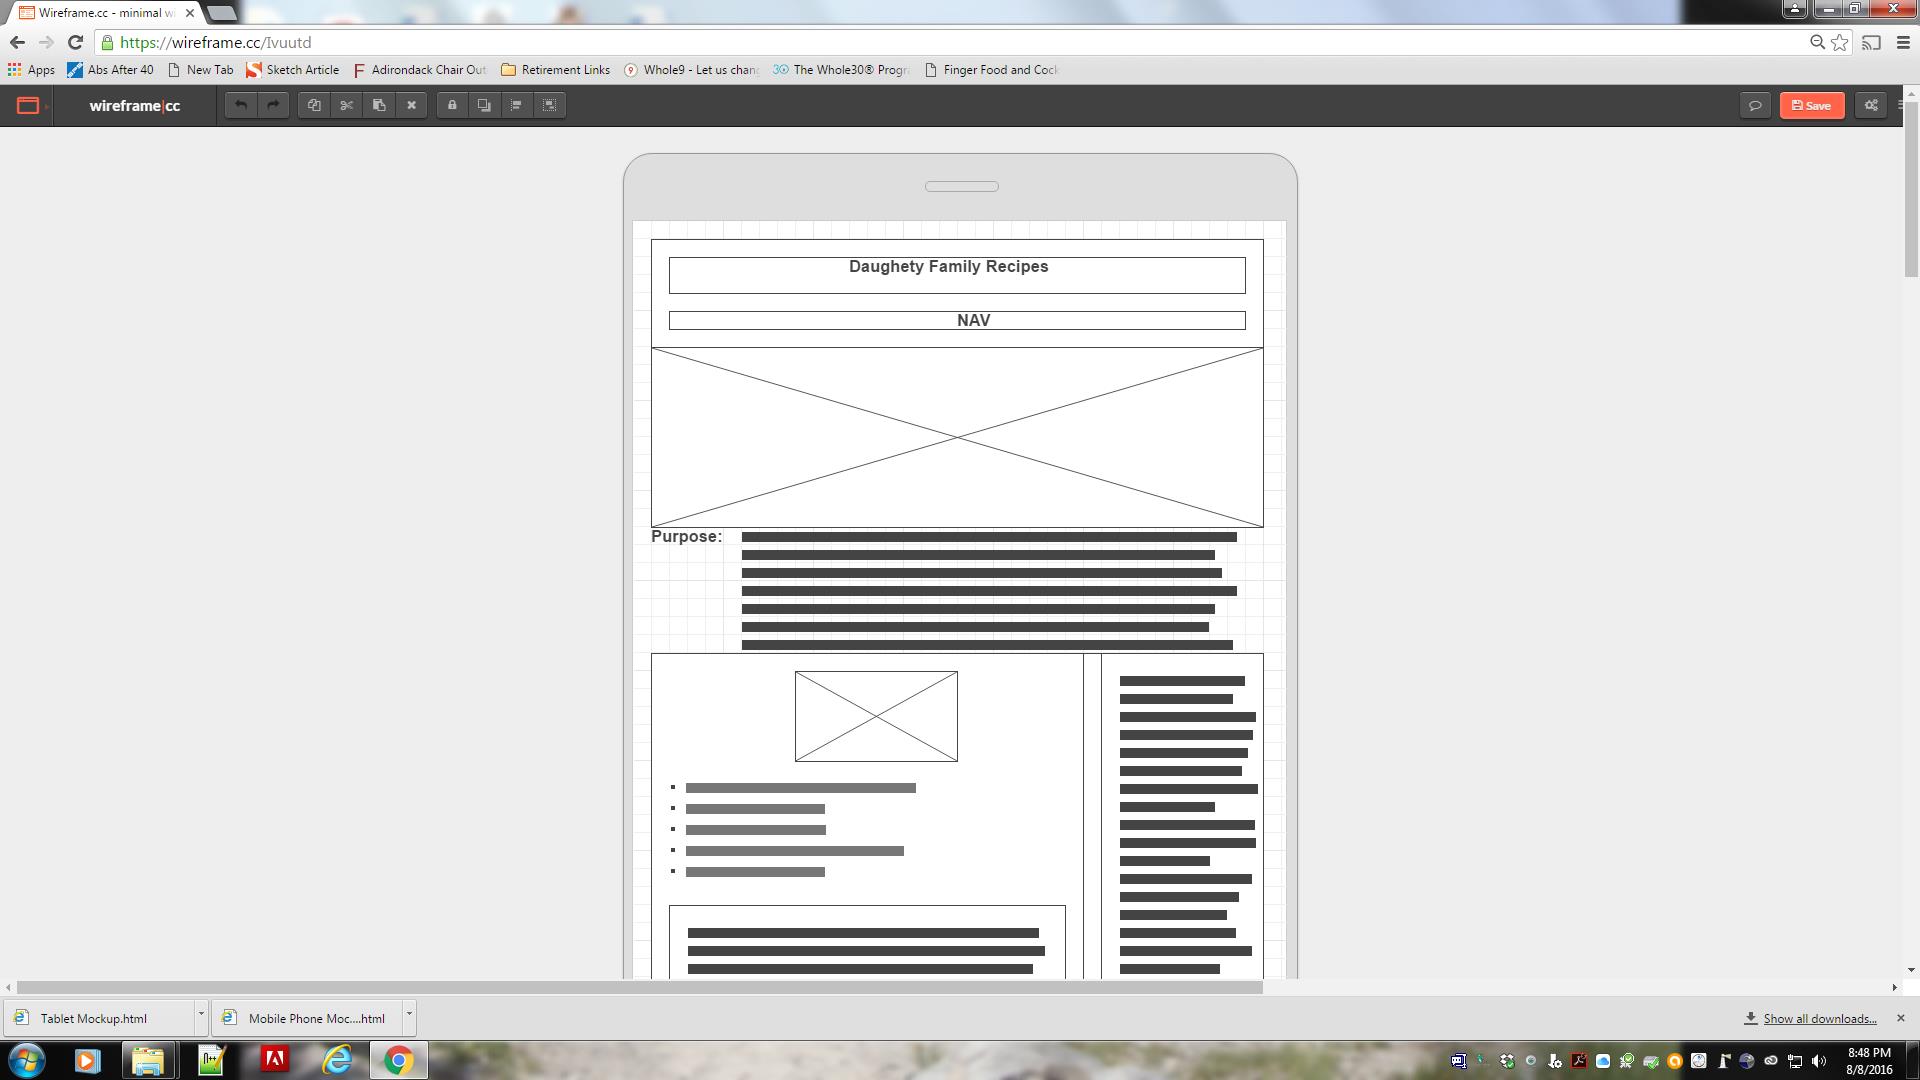 Wireframe.cc - minimal w
https://wireframe.cc/Ivuutd
Apps
Abs After 40
New Tab
Sketch Article
Adirondack Chair Out
Retirement Links
Whole9 - Let us chang
The Whole30® Progr
Finger Food and Cock
wireframe|cc
Save
Daughety Family Recipes
NAV
Purpose:
Tablet Mockup.html
Mobile Phone Moc....html
Show all downloads...
8:48 PM
8/8/2016